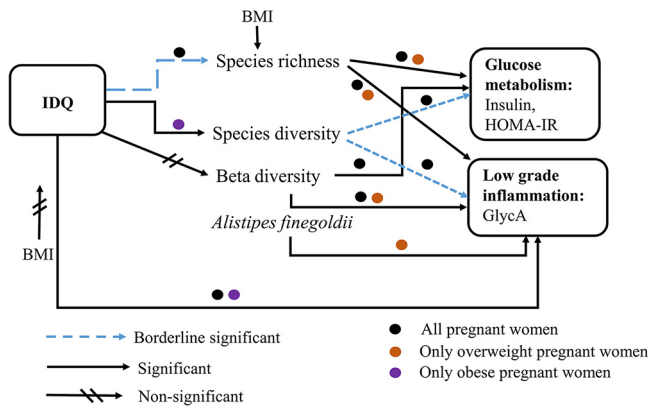 BMI
Species richness
IDQ
Species diversity
Beta diversity
Alistipes finegoldii
BMI
Glucose
metabolism:
Insulin,
HOMA-IR
Low grade
inflammation:
GlycA
Borderline significant
Significant
Non-significant
All pregnant women
Only overweight pregnant women
Only obese pregnant women